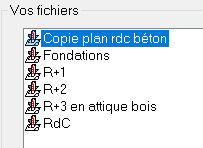 Vos fichiers
Copie plan rdc béton
Fondations
R+1
R+2
R+3 en attique bois
RdC